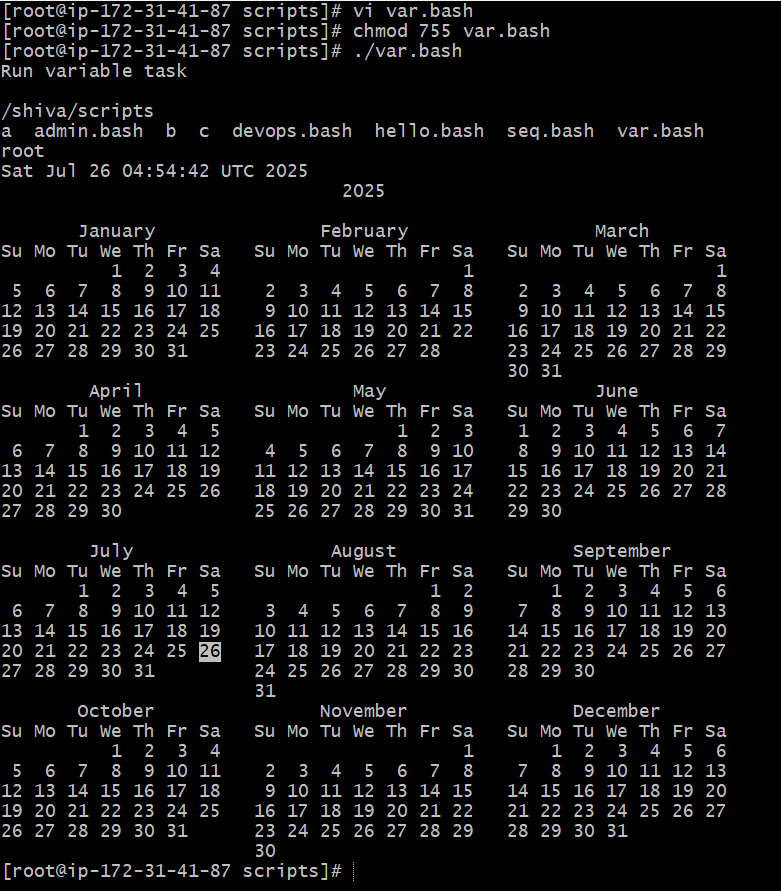 [root@ip-172-31-41-87 scripts]# vi var.bash
[root@ip-172-31-41-87 scripts]# chmod 755 var.bash
[root@ip-172-31-41-87 scripts]# ./var.bash
Run variable task

/shiva/scripts
a  admin.bash  b  c  devops.bash  hello.bash  seq.bash  var.bash
root
Sat Jul 26 04:54:42 UTC 2025
                               2025

       January               February                 March
Su Mo Tu We Th Fr Sa   Su Mo Tu We Th Fr Sa   Su Mo Tu We Th Fr Sa
          1  2  3  4                      1                      1
 5  6  7  8  9 10 11    2  3  4  5  6  7  8    2  3  4  5  6  7  8
12 13 14 15 16 17 18    9 10 11 12 13 14 15    9 10 11 12 13 14 15
19 20 21 22 23 24 25   16 17 18 19 20 21 22   16 17 18 19 20 21 22
26 27 28 29 30 31      23 24 25 26 27 28      23 24 25 26 27 28 29
                                              30 31
        April                   May                   June
Su Mo Tu We Th Fr Sa   Su Mo Tu We Th Fr Sa   Su Mo Tu We Th Fr Sa
       1  2  3  4  5                1  2  3    1  2  3  4  5  6  7
 6  7  8  9 10 11 12    4  5  6  7  8  9 10    8  9 10 11 12 13 14
13 14 15 16 17 18 19   11 12 13 14 15 16 17   15 16 17 18 19 20 21
20 21 22 23 24 25 26   18 19 20 21 22 23 24   22 23 24 25 26 27 28
27 28 29 30            25 26 27 28 29 30 31   29 30

        July                  August                September
Su Mo Tu We Th Fr Sa   Su Mo Tu We Th Fr Sa   Su Mo Tu We Th Fr Sa
       1  2  3  4  5                   1  2       1  2  3  4  5  6
 6  7  8  9 10 11 12    3  4  5  6  7  8  9    7  8  9 10 11 12 13
13 14 15 16 17 18 19   10 11 12 13 14 15 16   14 15 16 17 18 19 20
20 21 22 23 24 25 26   17 18 19 20 21 22 23   21 22 23 24 25 26 27
27 28 29 30 31         24 25 26 27 28 29 30   28 29 30
                       31
       October               November               December
Su Mo Tu We Th Fr Sa   Su Mo Tu We Th Fr Sa   Su Mo Tu We Th Fr Sa
          1  2  3  4                      1       1  2  3  4  5  6
 5  6  7  8  9 10 11    2  3  4  5  6  7  8    7  8  9 10 11 12 13
12 13 14 15 16 17 18    9 10 11 12 13 14 15   14 15 16 17 18 19 20
19 20 21 22 23 24 25   16 17 18 19 20 21 22   21 22 23 24 25 26 27
26 27 28 29 30 31      23 24 25 26 27 28 29   28 29 30 31
                       30
[root@ip-172-31-41-87 scripts]#